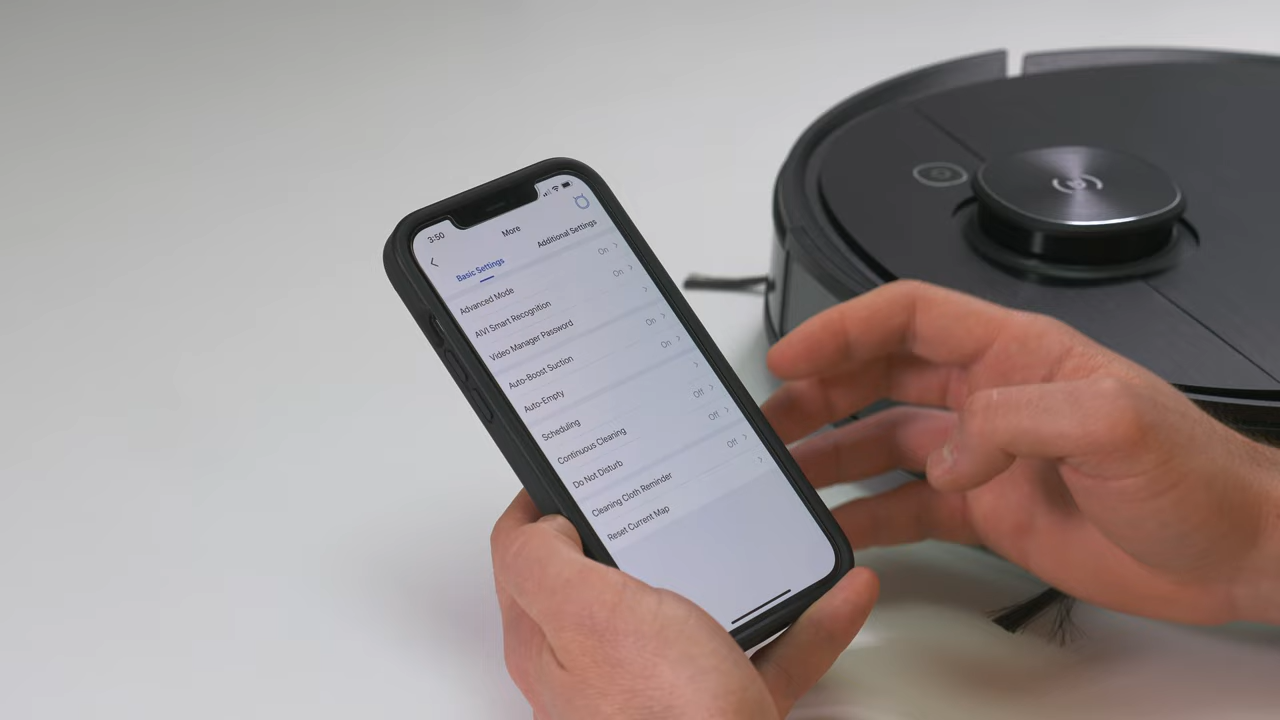 3:50
More
Basic Settings Additional Settings
Advanced Mode On
AIVI Smart Recognition On
Video Manager Password
Auto-Boost Suction On
Auto-Empty On
Scheduling
Continuous Cleaning Off
Do Not Disturb Off
Cleaning Cloth Reminder Off
Reset Current Map